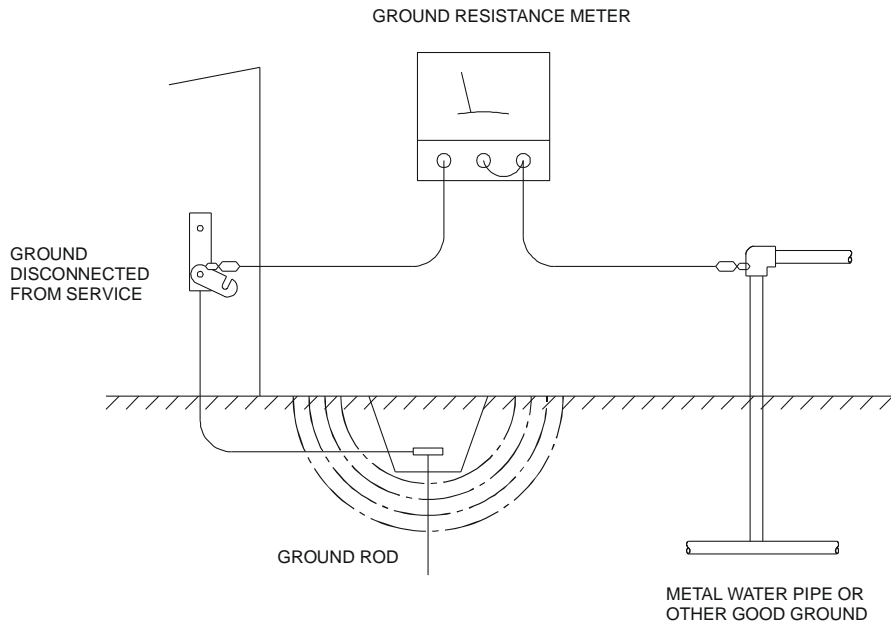 GROUND RESISTANCE METER
GROUND
DISCONNECTED
FROM SERVICE
GROUND ROD
METAL WATER PIPE OR
OTHER GOOD GROUND